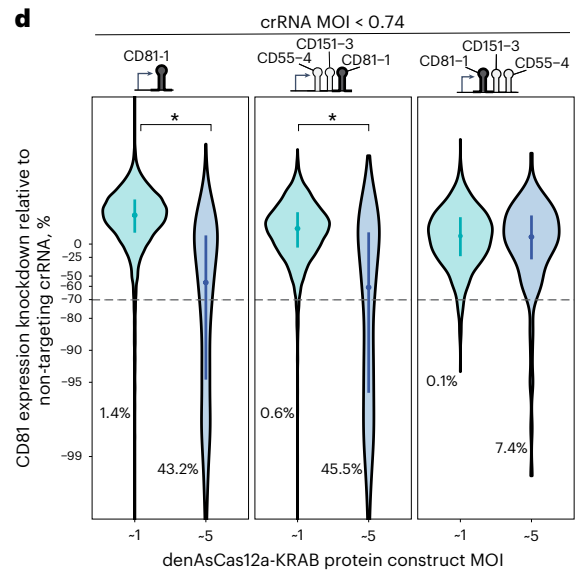 d
crRNA MOI < 0.74
CD81-1
CD151–3
CD55–4
CD81–1
CD151–3
CD81–1
CD55–4
*
*
CD81 expression knockdown relative to
non-targeting crRNA, %
0
–25
–50
–60
–70
–80
–90
–95
–99
1.4%
43.2%
0.6%
45.5%
0.1%
7.4%
~1
~5
~1
~5
~1
~5
denAsCas12a-KRAB protein construct MOI